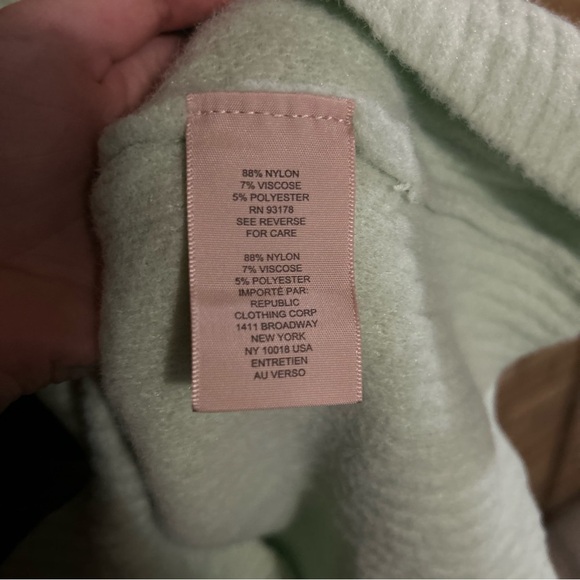 88% NYLON
7% VISCOSE
5% POLYESTER
RN 93178
SEE REVERSE
FOR CARE
88% NYLON
7% VISCOSE
5% POLYESTER
IMPORTÉ PAR:
REPUBLIC
CLOTHING CORP
1411 BROADWAY
NEW YORK
NY 10018 USA
ENTRETIEN
AU VERSO